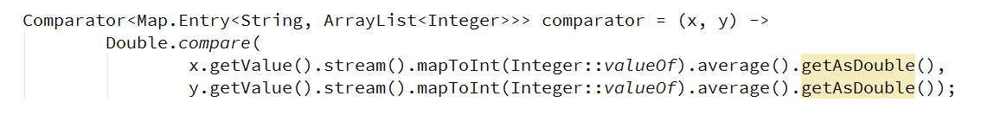 Comparator<Map.Entry<String, ArrayList<Integer>>> comparator = (x, y) ->
Double.compare(
x.getValue().stream().mapToInt(Integer::valueOf).average().getAsDouble(),
y.getValue().stream().mapToInt(Integer::valueOf).average().getAsDouble());